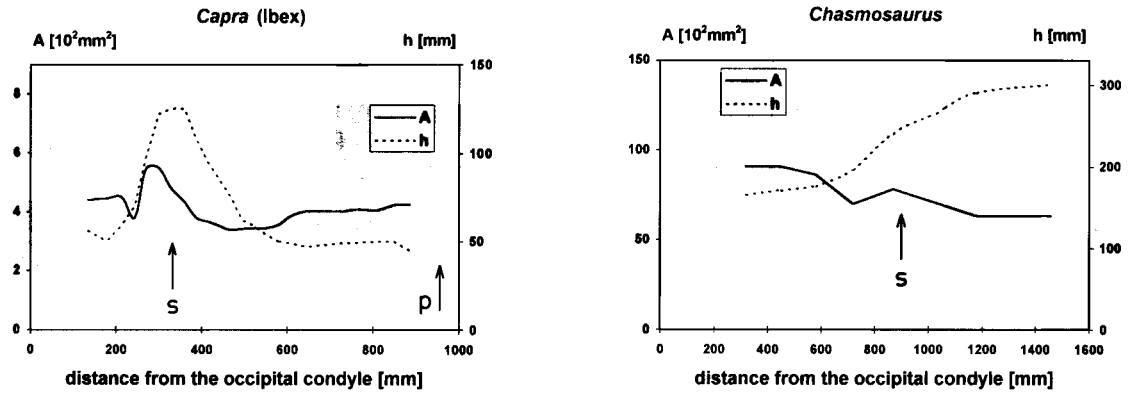 Capra (Ibex)
A [10²mm²]
h [mm]
8
6
4
2
0
150
100
50
0
A
h
S
p
0 200 400 600 800 1000
distance from the occipital condyle [mm]
Chasmosaurus
A [10²mm²]
h [mm]
150
100
50
0
300
200
100
0
A
h
S
0 200 400 600 800 1000 1200 1400 1600
distance from the occipital condyle [mm]